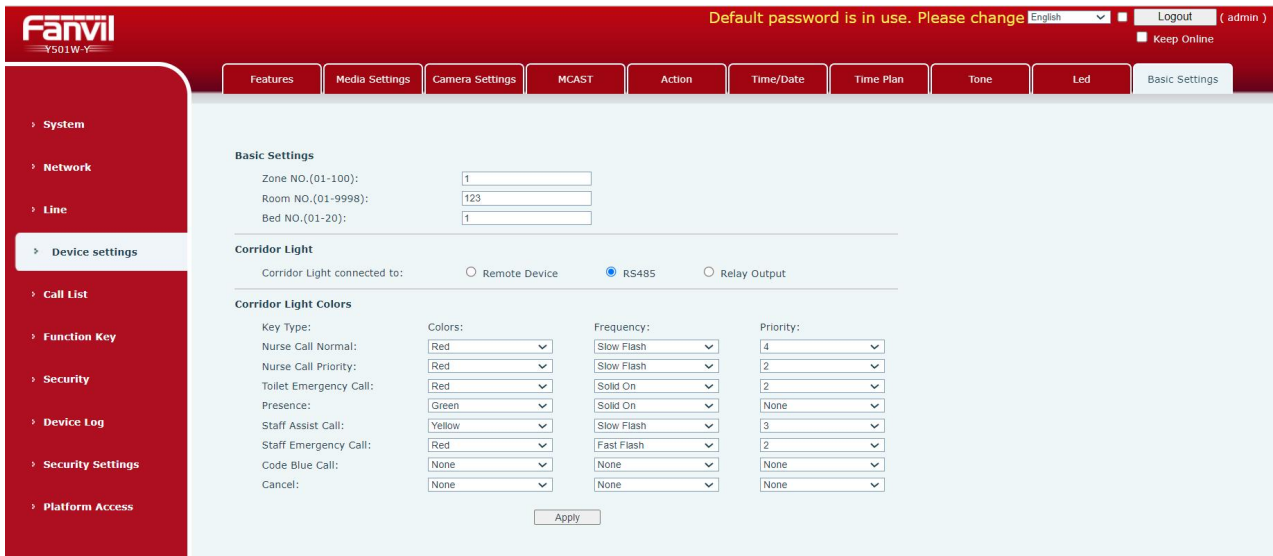 Default password is in use. Please change English Logout ( admin )
Fanvil
Y501W-Y
Keep Online
Features Media Settings Camera Settings MCAST Action Time/Date Time Plan Tone Led Basic Settings
› System
› Network
› Line
› Device settings
› Call List
› Function Key
› Security
› Device Log
› Security Settings
› Platform Access
Basic Settings
Zone NO.(01-100): 1
Room NO.(01-9998): 123
Bed NO.(01-20): 1
Corridor Light
Corridor Light connected to: Remote Device RS485 Relay Output
Corridor Light Colors
Key Type: Colors: Frequency: Priority:
Nurse Call Normal: Red Slow Flash 4
Nurse Call Priority: Red Slow Flash 2
Toilet Emergency Call: Red Solid On 2
Presence: Green Solid On None
Staff Assist Call: Yellow Slow Flash 3
Staff Emergency Call: Red Fast Flash 2
Code Blue Call: None None None
Cancel: None None None
Apply